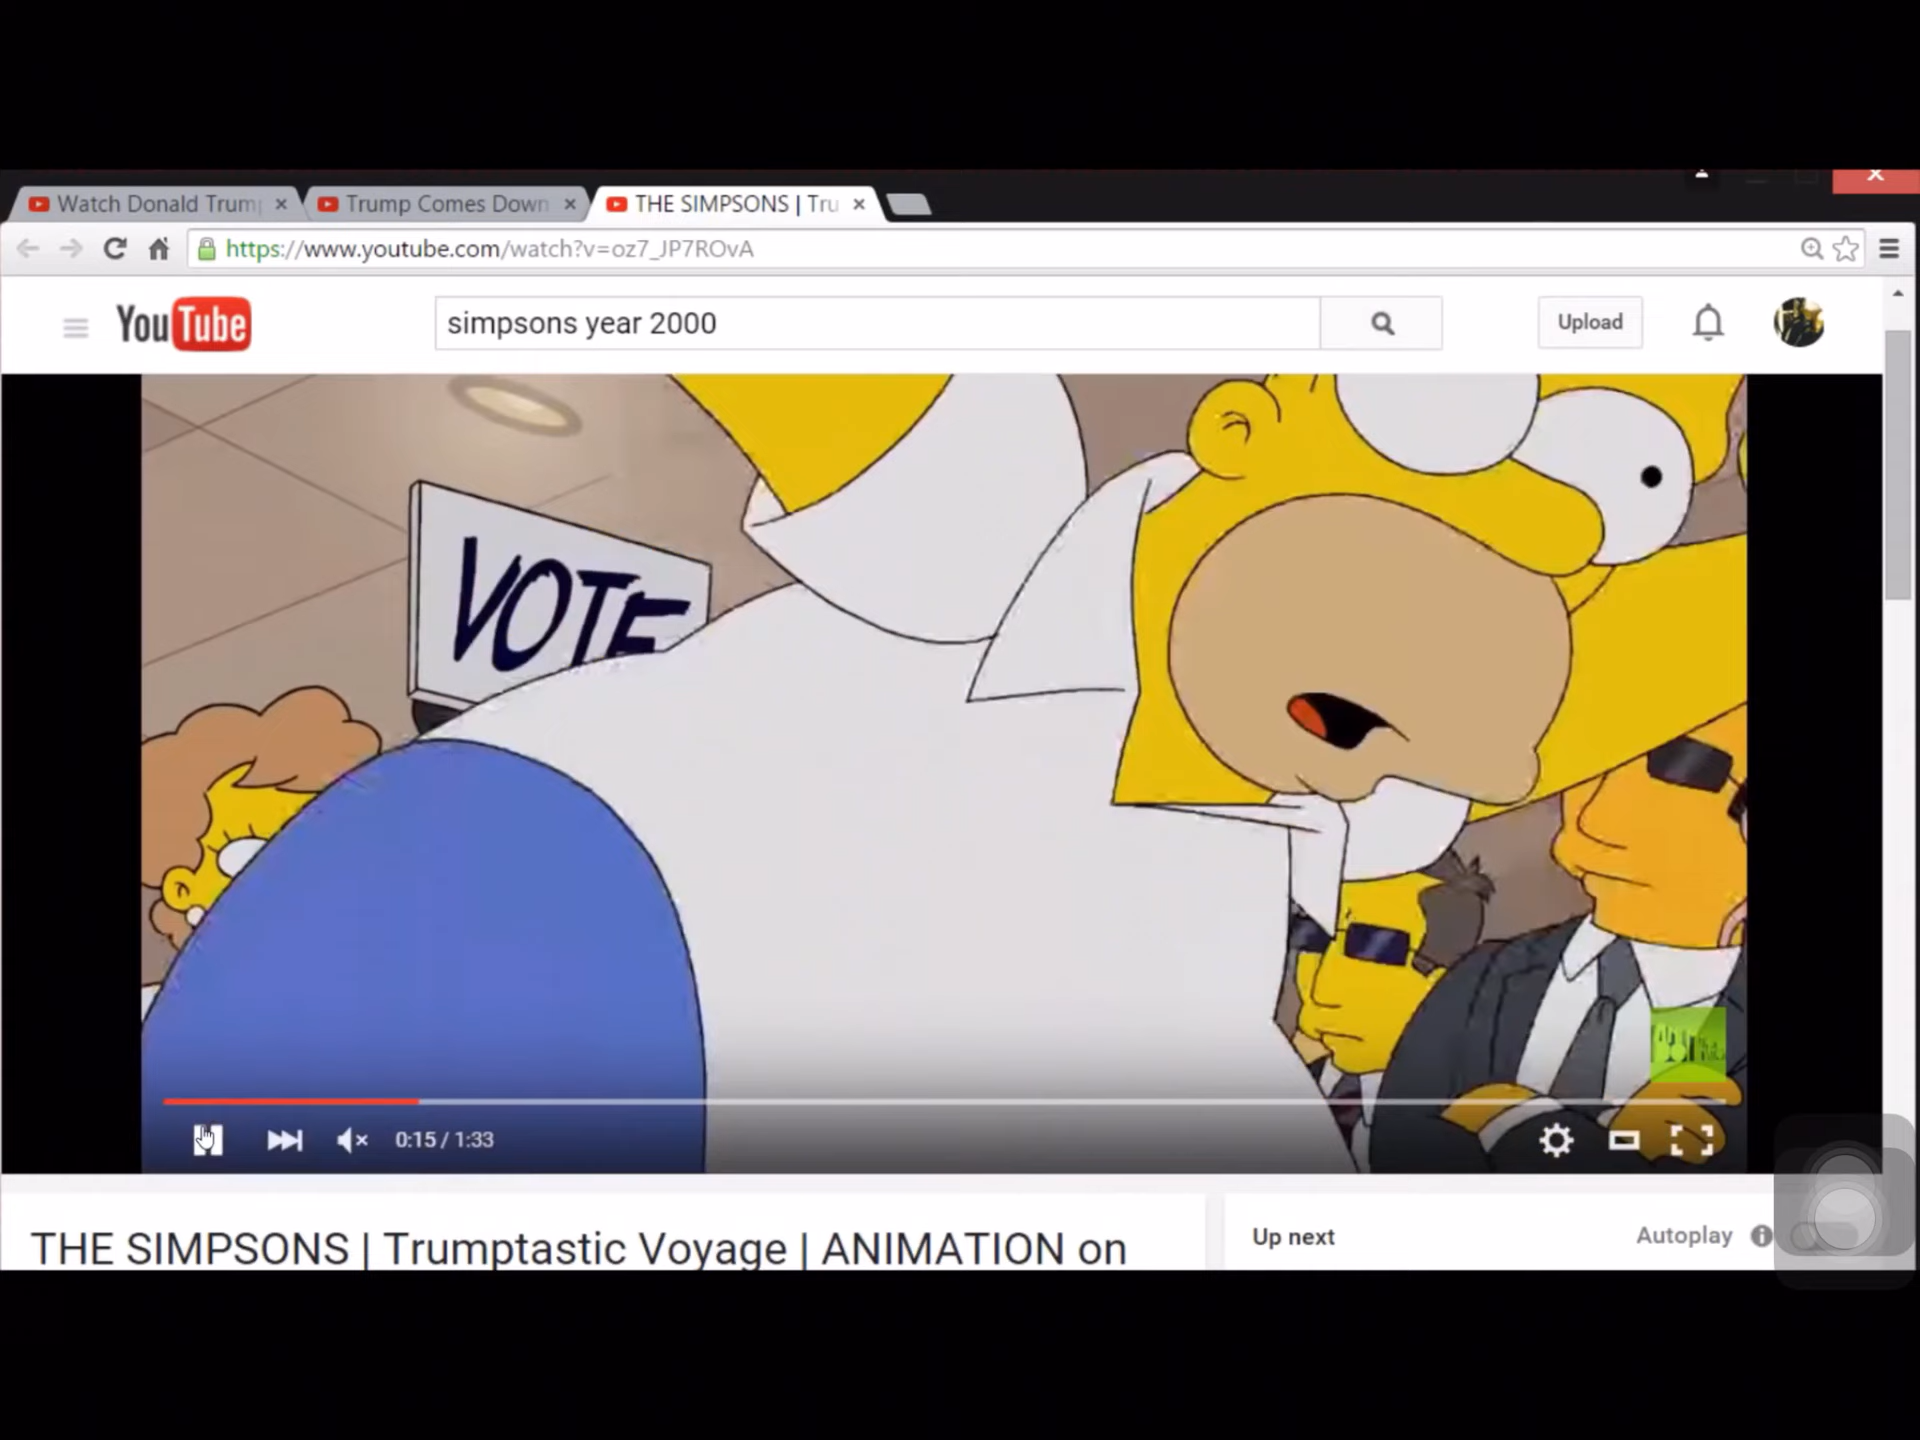 Watch Donald Trum
Trump Comes Down
THE SIMPSONS | Tru
https://www.youtube.com/watch?v=oz7_JP7ROvA
YouTube
simpsons year 2000
Upload
VOTE
0:15 / 1:33
THE SIMPSONS | Trumptastic Voyage | ANIMATION on
Up next
Autoplay